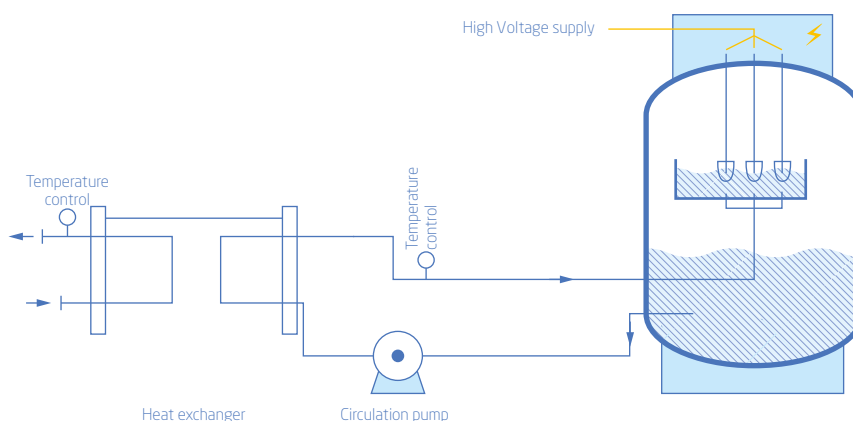 High Voltage supply
Temperature
control
Temperature
control
Heat exchanger
Circulation pump